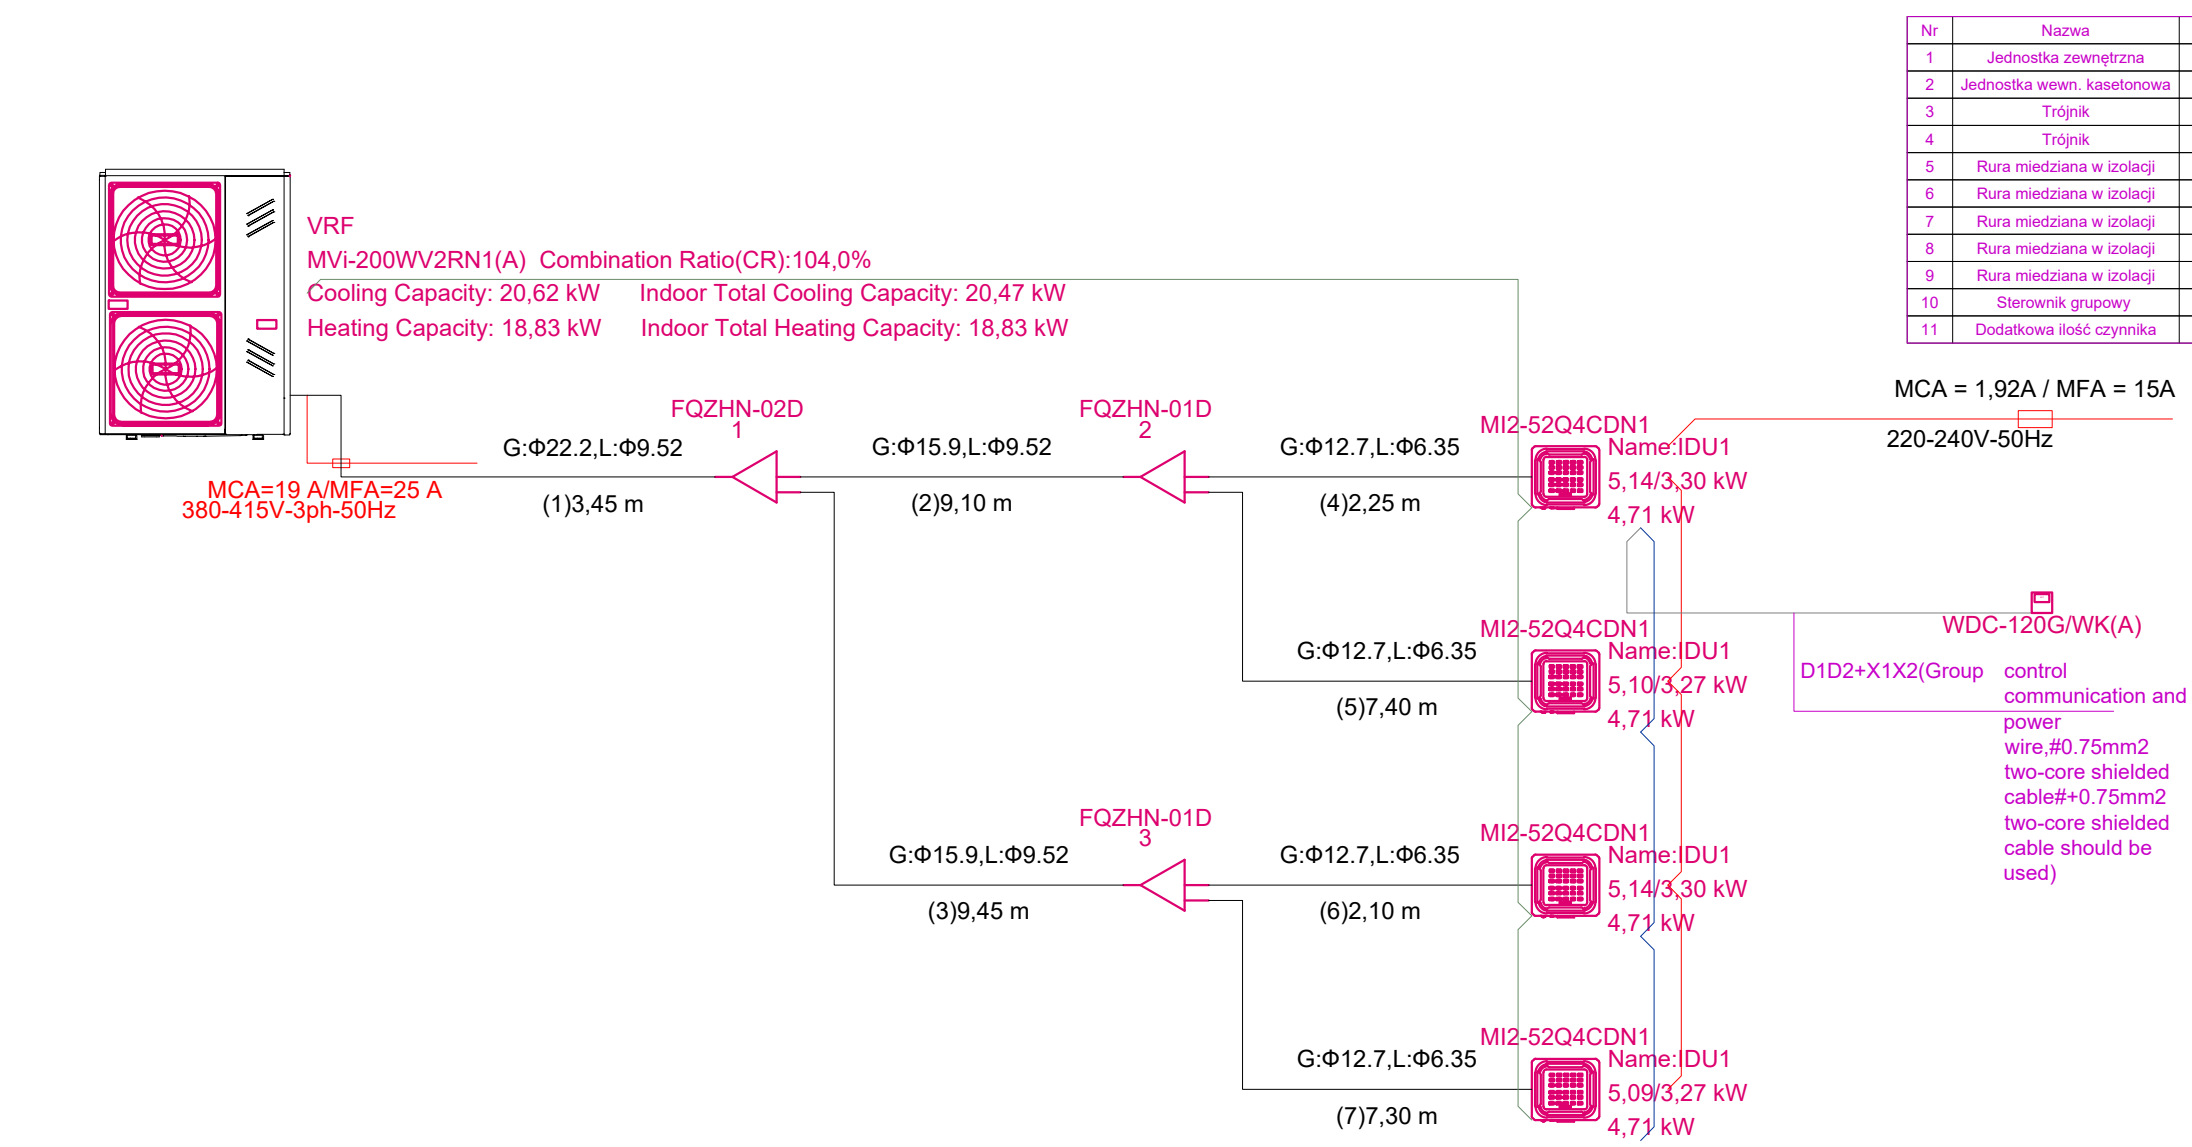 Nr Nazwa
1 Jednostka zewnętrzna
2 Jednostka wewn. kasetonowa
3 Trójnik
4 Trójnik
5 Rura miedziana w izolacji
6 Rura miedziana w izolacji
7 Rura miedziana w izolacji
8 Rura miedziana w izolacji
9 Rura miedziana w izolacji
10 Sterownik grupowy
11 Dodatkowa ilość czynnika
VRF
MVi-200WV2RN1(A) Combination Ratio(CR):104,0%
Cooling Capacity: 20,62 kW Indoor Total Cooling Capacity: 20,47 kW
Heating Capacity: 18,83 kW Indoor Total Heating Capacity: 18,83 kW
MCA=19 A/MFA=25 A
380-415V-3ph-50Hz
G:Φ22.2,L:Φ9.52
(1)3,45 m
FQZHN-02D
1
G:Φ15.9,L:Φ9.52
(2)9,10 m
FQZHN-01D
2
G:Φ12.7,L:Φ6.35
(4)2,25 m
MI2-52Q4CDN1
Name:IDU1
5,14/3,30 kW
4,71 kW
MCA = 1,92A / MFA = 15A
220-240V-50Hz
G:Φ12.7,L:Φ6.35
(5)7,40 m
MI2-52Q4CDN1
Name:IDU1
5,10/3,27 kW
4,71 kW
WDC-120G/WK(A)
D1D2+X1X2(Group control
communication and
power
wire,#0.75mm2
two-core shielded
cable#+0.75mm2
two-core shielded
cable should be
used)
G:Φ15.9,L:Φ9.52
(3)9,45 m
FQZHN-01D
3
G:Φ12.7,L:Φ6.35
(6)2,10 m
MI2-52Q4CDN1
Name:IDU1
5,14/3,30 kW
4,71 kW
G:Φ12.7,L:Φ6.35
(7)7,30 m
MI2-52Q4CDN1
Name:IDU1
5,09/3,27 kW
4,71 kW